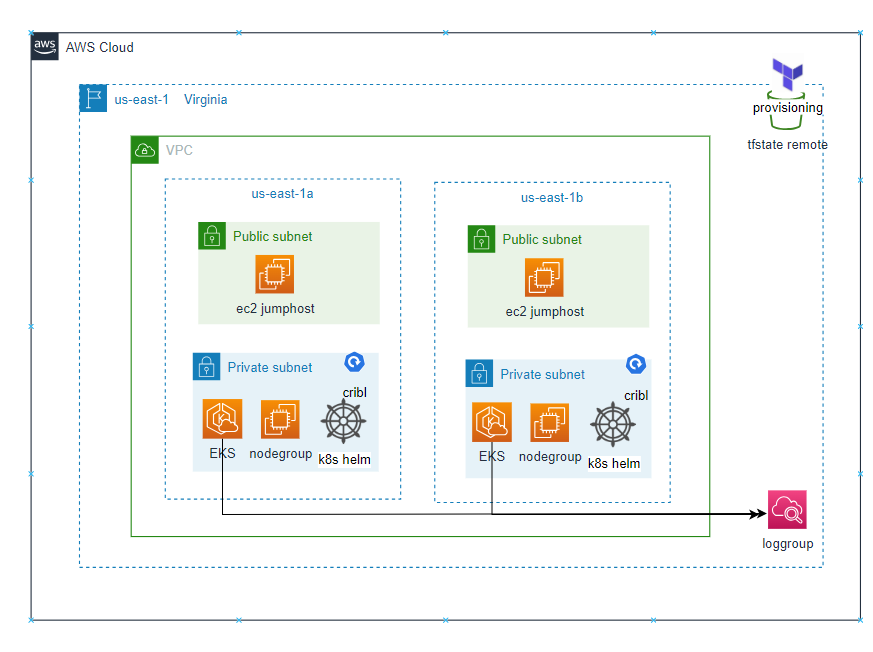 aws
AWS Cloud
us-east-1 Virginia
provisioning
tfstate remote
VPC
us-east-1a
us-east-1b
Public subnet
ec2 jumphost
Public subnet
ec2 jumphost
Private subnet
cribl
EKS
nodegroup
k8s helm
Private subnet
cribl
EKS
nodegroup
k8s helm
loggroup